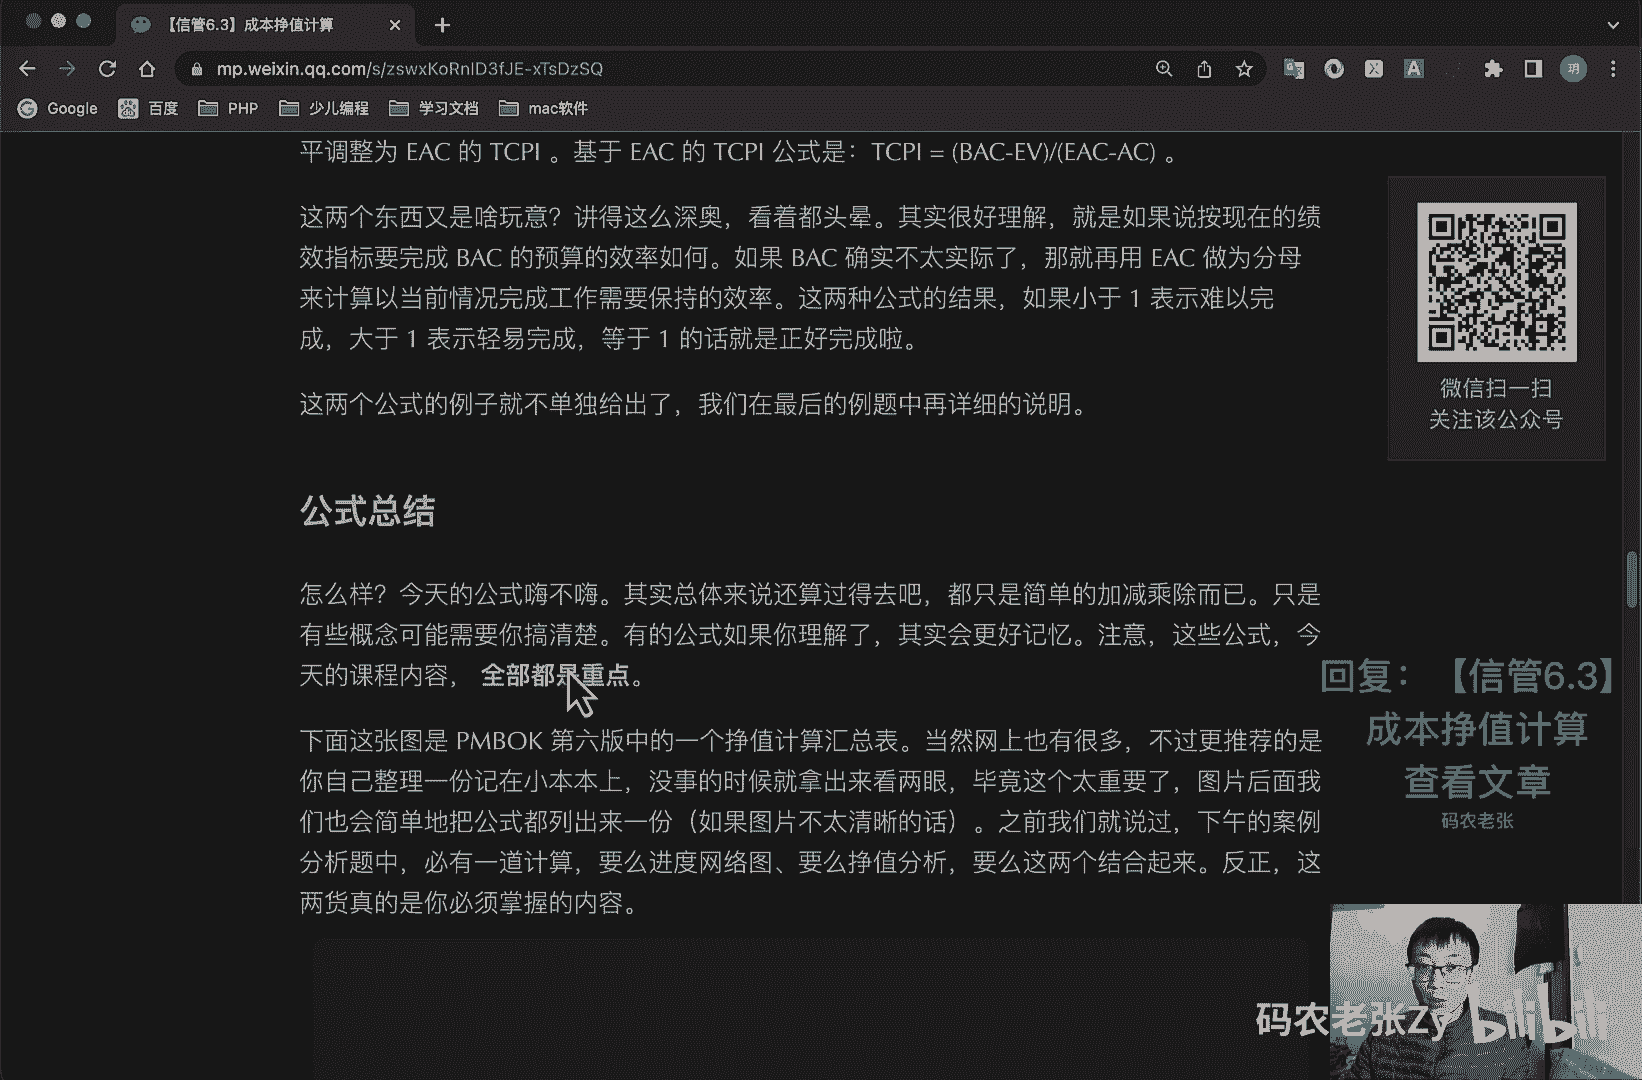 【信管6.3】成本挣值计算
mp.weixin.qq.com/s/zswxKoRnlD3fJE-xTsDzSQ
Google 百度 PHP 少儿编程 学习文档 mac软件
平调整为 EAC 的 TCPI 。基于 EAC 的 TCPI 公式是：TCPI = (BAC-EV)/(EAC-AC) 。
这两个东西又是啥玩意？讲得这么深奥，看着都头晕。其实很好理解，就是如果说按现在的绩
效指标要完成 BAC 的预算的效率如何。如果 BAC 确实不太实际了，那就再用 EAC 做为分母
来计算以当前情况完成工作需要保持的效率。这两种公式的结果，如果小于 1 表示难以完
成，大于 1 表示轻易完成，等于 1 的话就是正好完成啦。
这两个公式的例子就不单独给出了，我们在最后的例题中再详细的说明。
公式总结
怎么样？今天的公式嗨不嗨。其实总体来说还算过得去吧，都只是简单的加减乘除而已。只是
有些概念可能需要你搞清楚。有的公式如果你理解了，其实会更好记忆。注意，这些公式，今
天的课程内容， 全部都是重点。
下面这张图是 PMBOK 第六版中的一个挣值计算汇总表。当然网上也有很多，不过更推荐的是
你自己整理一份记在小本本上，没事的时候就拿出来看两眼，毕竟这个太重要了，图片后面我
们也会简单地把公式都列出来一份（如果图片不太清晰的话）。之前我们就说过，下午的案例
分析题中，必有一道计算，要么进度网络图、要么挣值分析，要么这两个结合起来。反正，这
两货真的是你必须掌握的内容。
微信扫一扫
关注该公众号
回复：【信管6.3】
成本挣值计算
查看文章
码农老张
码农老张Zy bilibili
玥